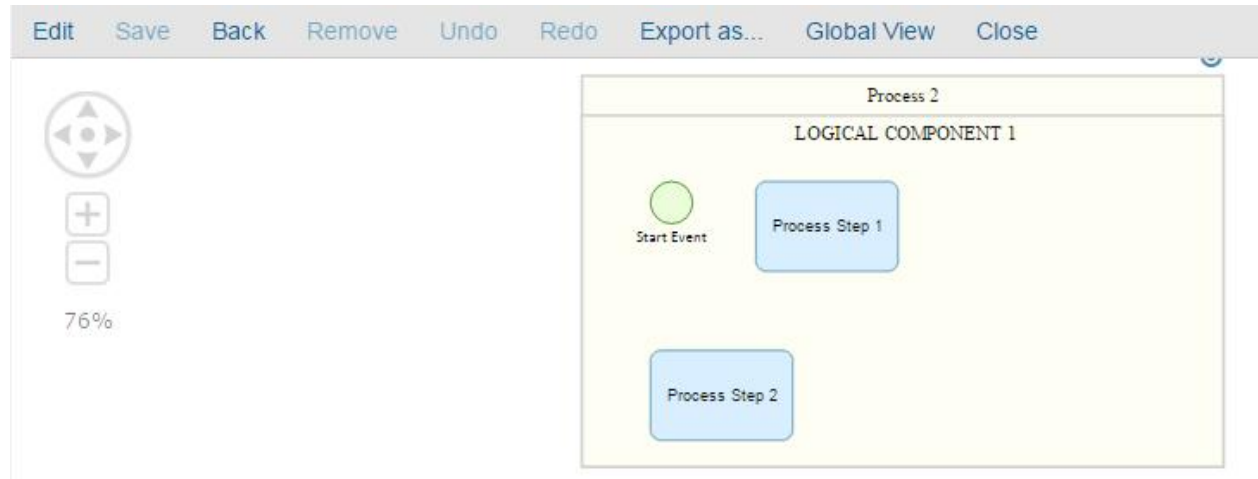 Edit Save Back Remove Undo Redo Export as... Global View Close
Process 2
LOGICAL COMPONENT 1
Start Event
Process Step 1
76%
Process Step 2